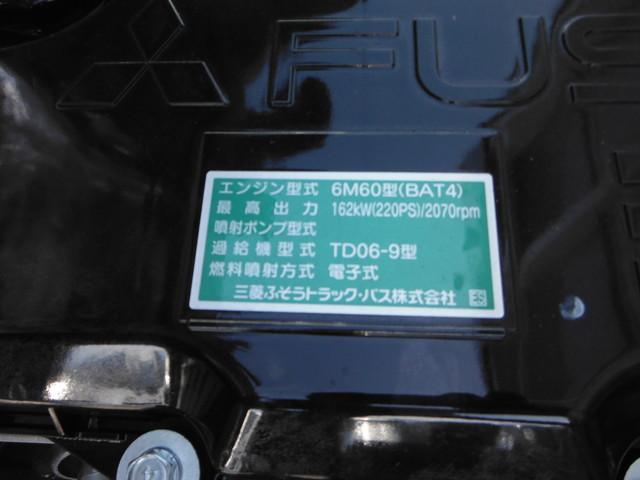 FUS
エンジン型式 6M60型(BAT4)
最高出力 162kW(220PS)/2070rpm
噴射ポンプ型式
過給機型式 TD06-9型
燃料噴射方式 電子式
三菱ふそうトラック・バス株式会社